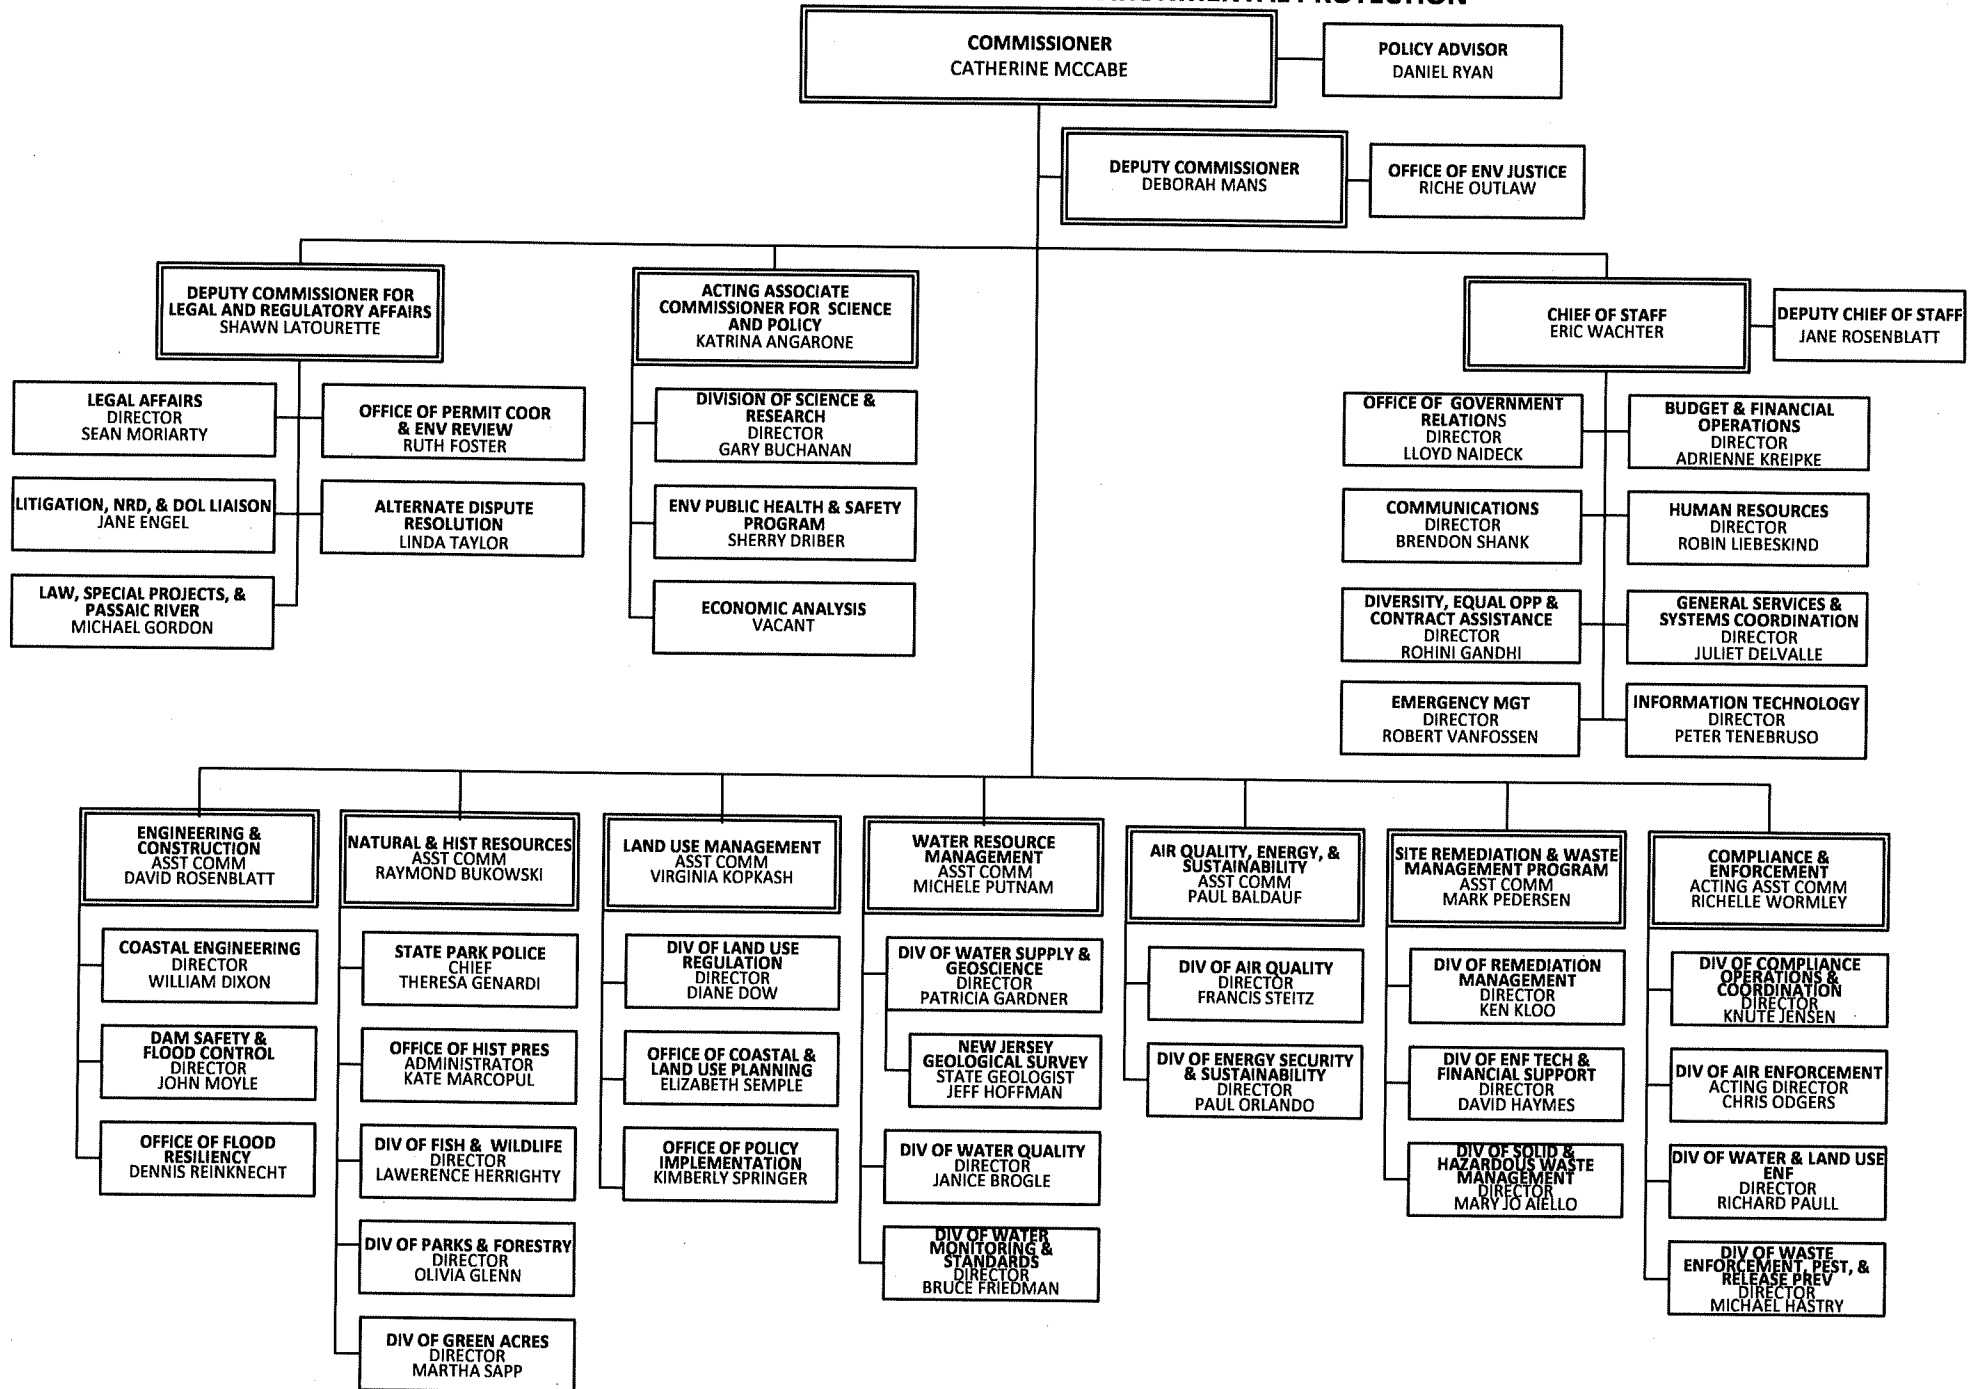 COMMISSIONER
CATHERINE MCCABE
POLICY ADVISOR
DANIEL RYAN
DEPUTY COMMISSIONER
DEBORAH MANS
OFFICE OF ENV JUSTICE
RICHE OUTLAW
DEPUTY COMMISSIONER FOR
LEGAL AND REGULATORY AFFAIRS
SHAWN LATOURETTE
ACTING ASSOCIATE
COMMISSIONER FOR SCIENCE
AND POLICY
KATRINA ANGARONE
CHIEF OF STAFF
ERIC WACHTER
DEPUTY CHIEF OF STAFF
JANE ROSENBLATT
LEGAL AFFAIRS
DIRECTOR
SEAN MORIARTY
OFFICE OF PERMIT COOR
& ENV REVIEW
RUTH FOSTER
LITIGATION, NRD, & DOL LIAISON
JANE ENGEL
ALTERNATE DISPUTE
RESOLUTION
LINDA TAYLOR
LAW, SPECIAL PROJECTS, &
PASSAIC RIVER
MICHAEL GORDON
DIVISION OF SCIENCE &
RESEARCH
DIRECTOR
GARY BUCHANAN
ENV PUBLIC HEALTH & SAFETY
PROGRAM
SHERRY DRIBER
ECONOMIC ANALYSIS
VACANT
OFFICE OF GOVERNMENT
RELATIONS
DIRECTOR
LLOYD NAIDECK
BUDGET & FINANCIAL
OPERATIONS
DIRECTOR
ADRIENNE KREIPKE
COMMUNICATIONS
DIRECTOR
BRENDON SHANK
HUMAN RESOURCES
DIRECTOR
ROBIN LIEBESKIND
DIVERSITY, EQUAL OPP &
CONTRACT ASSISTANCE
DIRECTOR
ROHINI GANDHI
GENERAL SERVICES &
SYSTEMS COORDINATION
DIRECTOR
JULIET DELVALLE
EMERGENCY MGT
DIRECTOR
ROBERT VANFOSSEN
INFORMATION TECHNOLOGY
DIRECTOR
PETER TENEBRUSO
ENGINEERING &
CONSTRUCTION
ASST COMM
DAVID ROSENBLATT
COASTAL ENGINEERING
DIRECTOR
WILLIAM DIXON
DAM SAFETY &
FLOOD CONTROL
DIRECTOR
JOHN MOYLE
OFFICE OF FLOOD
RESILIENCY
DENNIS REINKNECHT
NATURAL & HIST RESOURCES
ASST COMM
RAYMOND BUKOWSKI
STATE PARK POLICE
CHIEF
THERESA GENARDI
OFFICE OF HIST PRES
ADMINISTRATOR
KATE MARCOPUL
DIV OF FISH & WILDLIFE
DIRECTOR
LAWERENCE HERRIGHTY
DIV OF PARKS & FORESTRY
DIRECTOR
OLIVIA GLENN
DIV OF GREEN ACRES
DIRECTOR
MARTHA SAPP
LAND USE MANAGEMENT
ASST COMM
VIRGINIA KOPKASH
DIV OF LAND USE
REGULATION
DIRECTOR
DIANE DOW
OFFICE OF COASTAL &
LAND USE PLANNING
ELIZABETH SEMPLE
OFFICE OF POLICY
IMPLEMENTATION
KIMBERLY SPRINGER
WATER RESOURCE
MANAGEMENT
ASST COMM
MICHELE PUTNAM
DIV OF WATER SUPPLY &
GEOSCIENCE
DIRECTOR
PATRICIA GARDNER
NEW JERSEY
GEOLOGICAL SURVEY
STATE GEOLOGIST
JEFF HOFFMAN
DIV OF WATER QUALITY
DIRECTOR
JANICE BROGLE
DIV OF WATER
MONITORING &
STANDARDS
DIRECTOR
BRUCE FRIEDMAN
AIR QUALITY, ENERGY, &
SUSTAINABILITY
ASST COMM
PAUL BALDAUF
DIV OF AIR QUALITY
DIRECTOR
FRANCIS STEITZ
DIV OF ENERGY SECURITY
& SUSTAINABILITY
DIRECTOR
PAUL ORLANDO
SITE REMEDIATION & WASTE
MANAGEMENT PROGRAM
ASST COMM
MARK PEDERSEN
DIV OF REMEDIATION
MANAGEMENT
DIRECTOR
KEN KLOO
DIV OF ENF TECH &
FINANCIAL SUPPORT
DIRECTOR
DAVID HAYMES
DIV OF SOLID &
HAZARDOUS WASTE
MANAGEMENT
DIRECTOR
MARY JO AIELLO
COMPLIANCE &
ENFORCEMENT
ACTING ASST COMM
RICHELLE WORMLEY
DIV OF COMPLIANCE
OPERATIONS &
COORDINATION
DIRECTOR
KNUTE JENSEN
DIV OF AIR ENFORCEMENT
ACTING DIRECTOR
CHRIS ODGERS
DIV OF WATER & LAND USE
ENF
DIRECTOR
RICHARD PAULL
DIV OF WASTE
ENFORCEMENT, PEST, &
RELEASE PREV
DIRECTOR
MICHAEL HASTRY